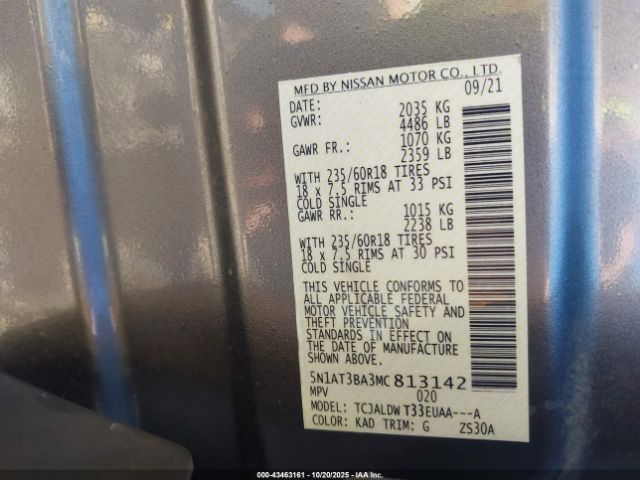 MFD BY NISSAN MOTOR CO., LTD.
DATE: 09/21
GVWR: 2035 KG
4486 LB
GAWR FR.: 1070 KG
2359 LB
WITH 235/60R18 TIRES
18 x 7.5 RIMS AT 33 PSI
COLD SINGLE
GAWR RR.: 1015 KG
2238 LB
WITH 235/60R18 TIRES
18 x 7.5 RIMS AT 30 PSI
COLD SINGLE
THIS VEHICLE CONFORMS TO
ALL APPLICABLE FEDERAL
MOTOR VEHICLE SAFETY AND
THEFT PREVENTION
STANDARDS IN EFFECT ON
THE DATE OF MANUFACTURE
SHOWN ABOVE.
5N1AT3BA3MC813142
MPV 020
MODEL: TCJALDWT33EUAA---A
COLOR: KAD TRIM: G ZS30A
000-43463161 - 10/20/2025 - IAA Inc.